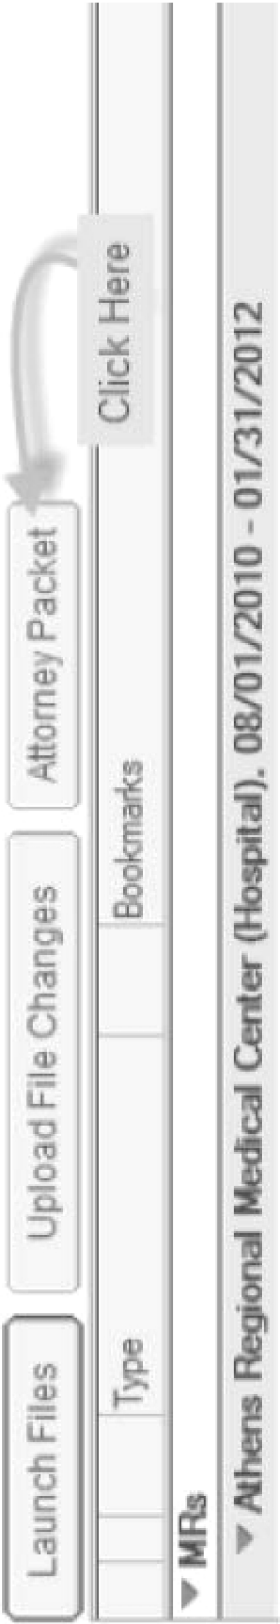 Launch Files Upload File Changes Attorney Packet
Click Here
Type Bookmarks
MRs
Athens Regional Medical Center (Hospital), 08/01/2010 - 01/31/2012